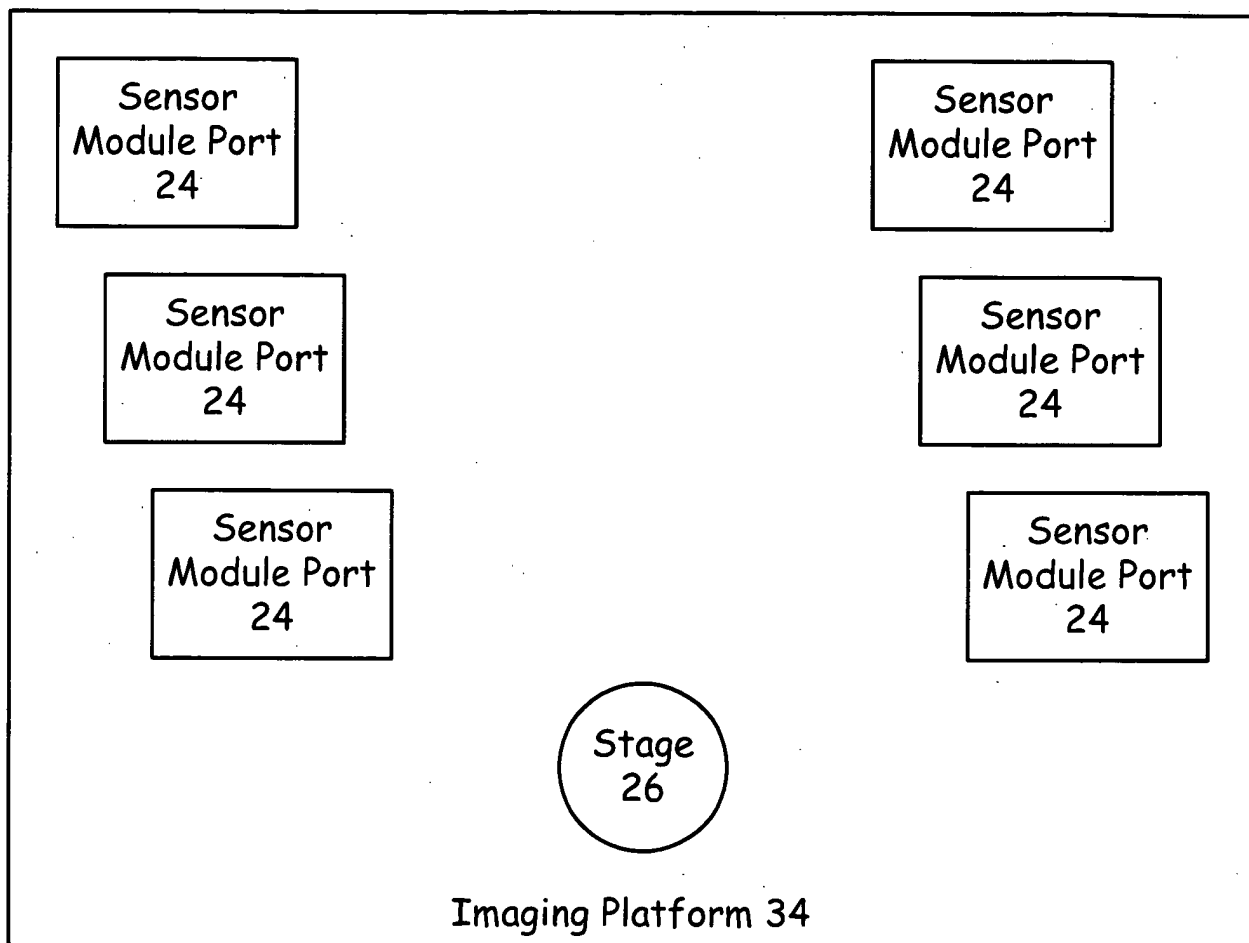 Sensor
Module Port
24
Sensor
Module Port
24
Sensor
Module Port
24
Sensor
Module Port
24
Sensor
Module Port
24
Sensor
Module Port
24
Stage
26
Imaging Platform 34